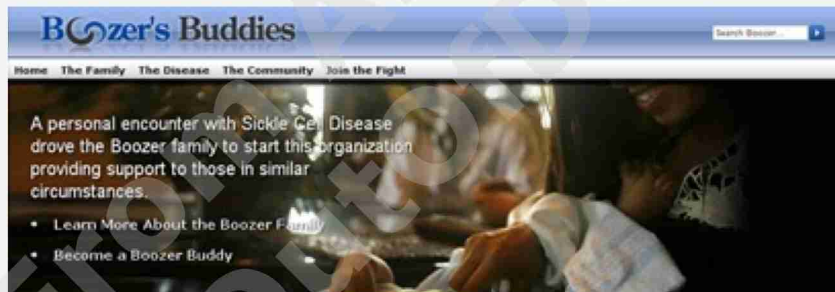 Boozer's Buddies
Search Boozer...
Home The Family The Disease The Community Join the Fight
A personal encounter with Sickle Cell Disease
drove the Boozer family to start this organization
providing support to those in similar
circumstances.
• Learn More About the Boozer Family
• Become a Boozer Buddy